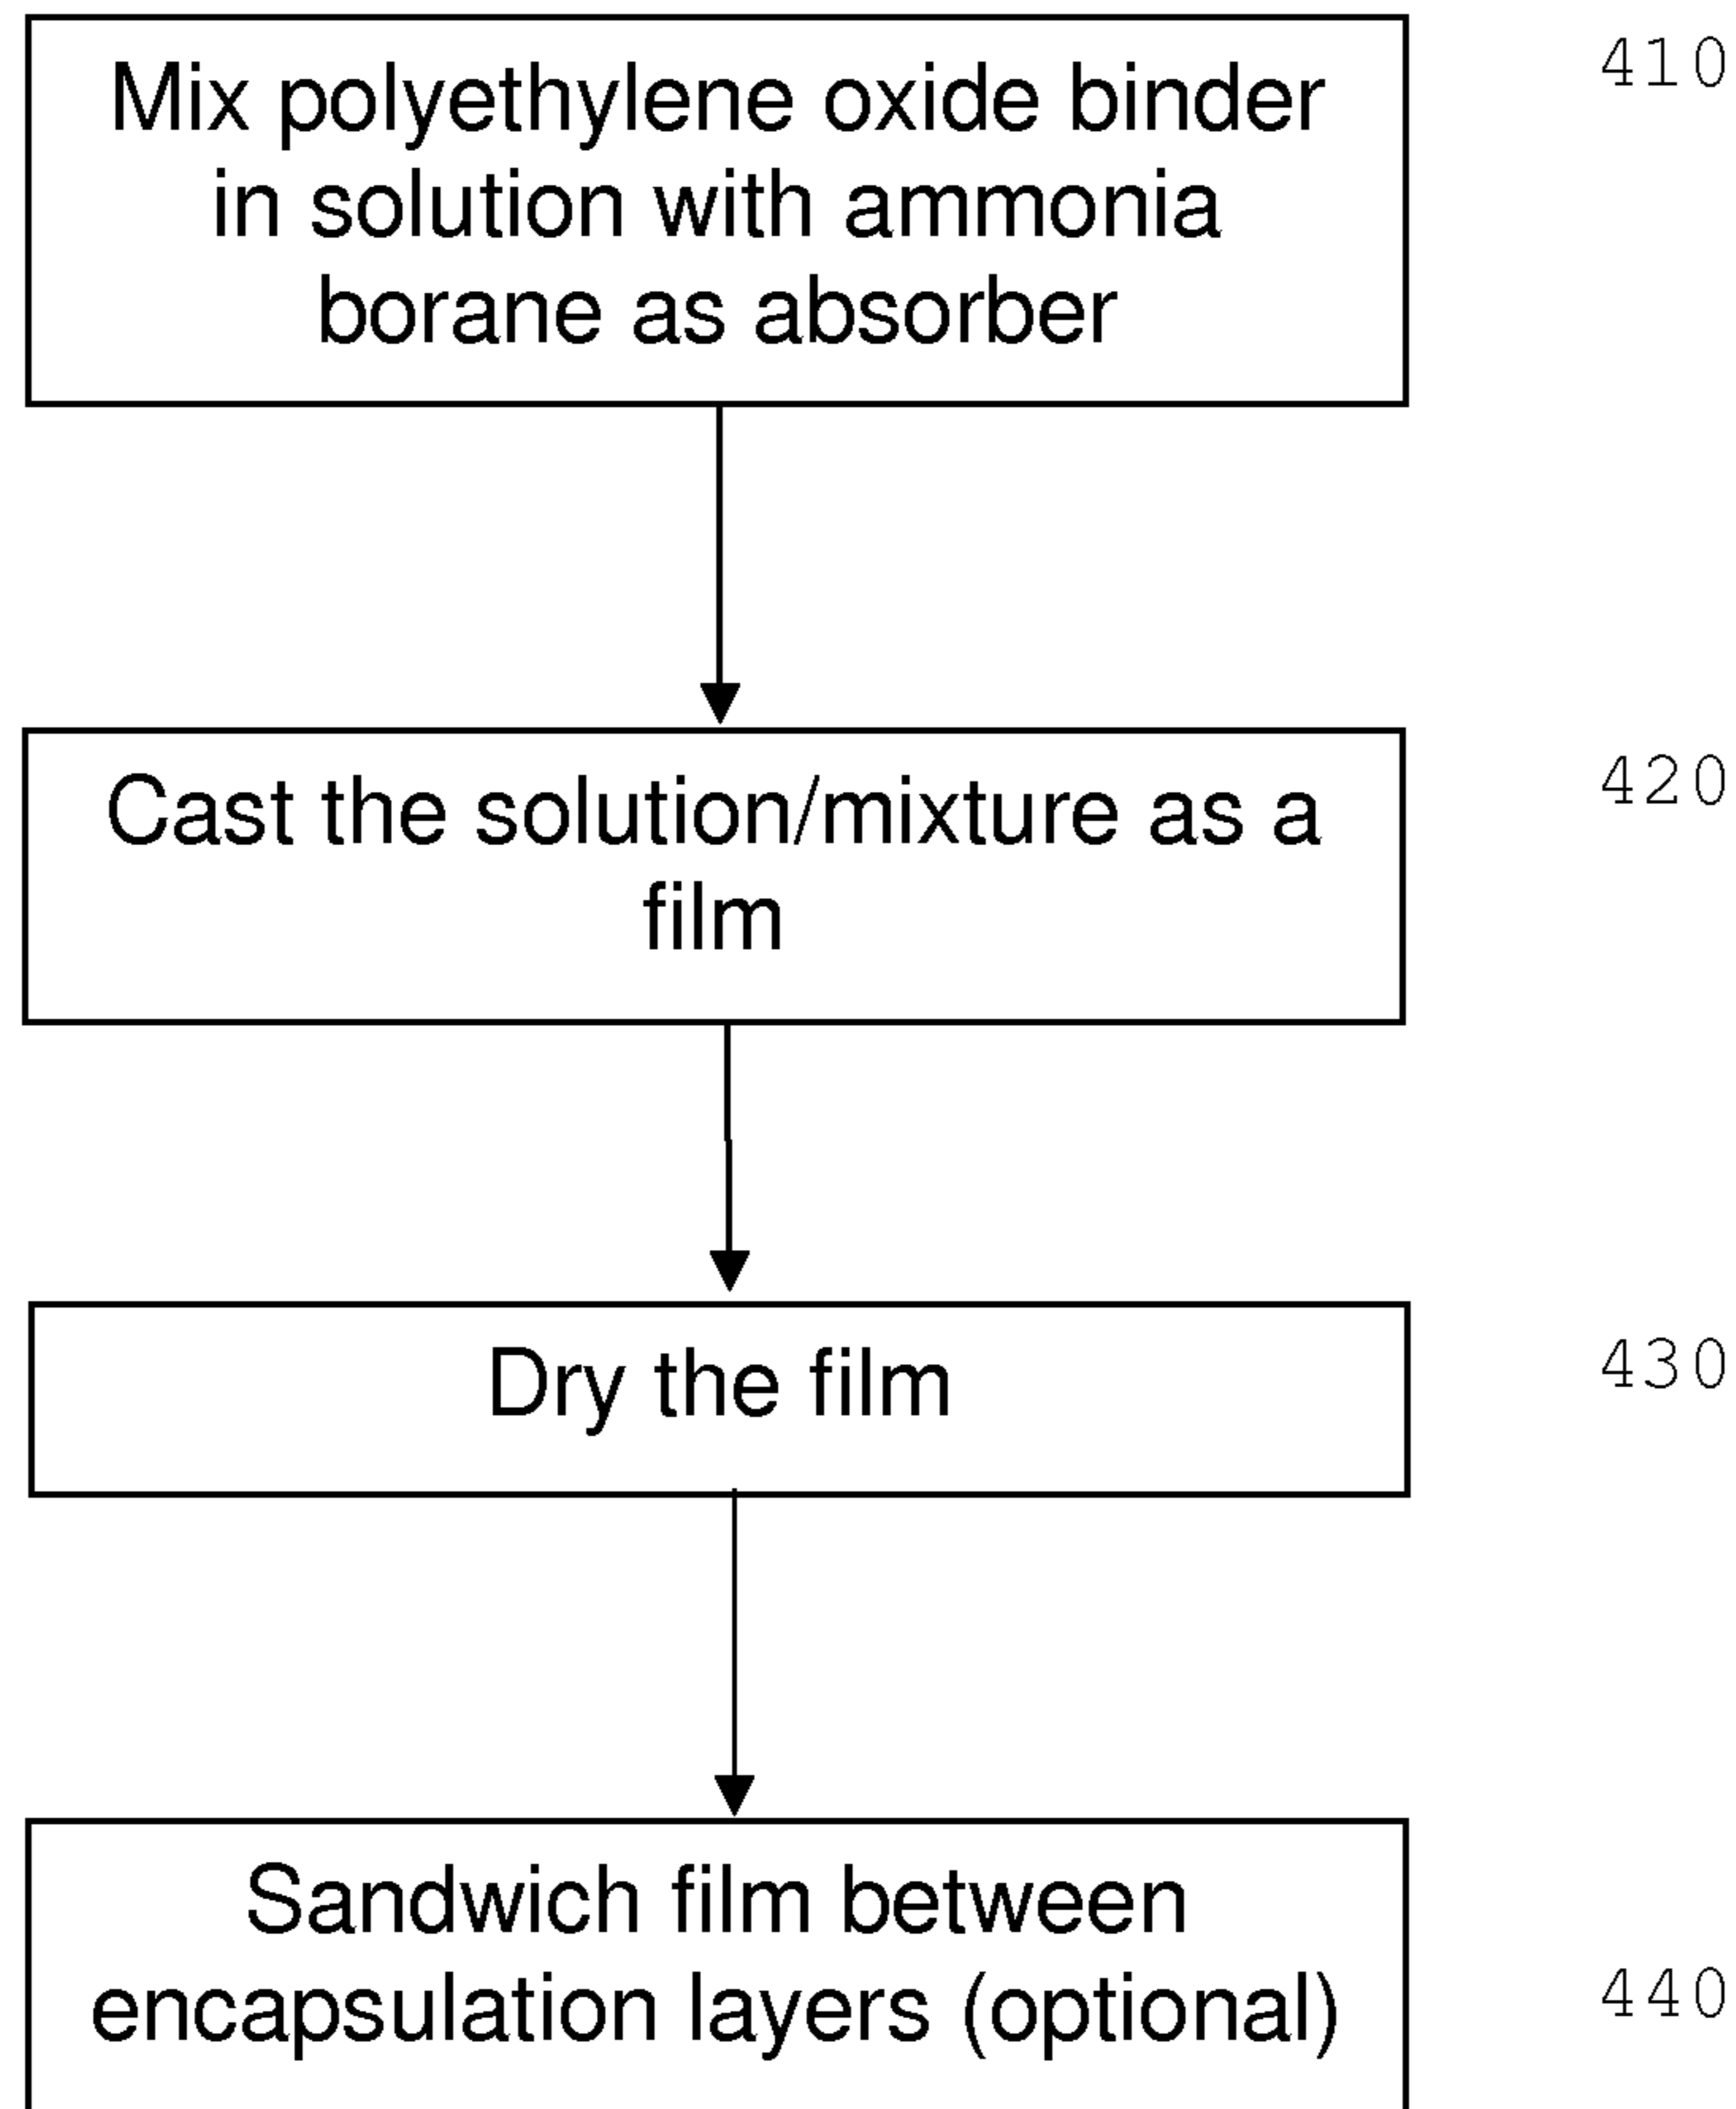 Mix polyethylene oxide binder
in solution with ammonia
borane as absorber
410
Cast the solution/mixture as a
film
420
Dry the film
430
Sandwich film between
encapsulation layers (optional)
440